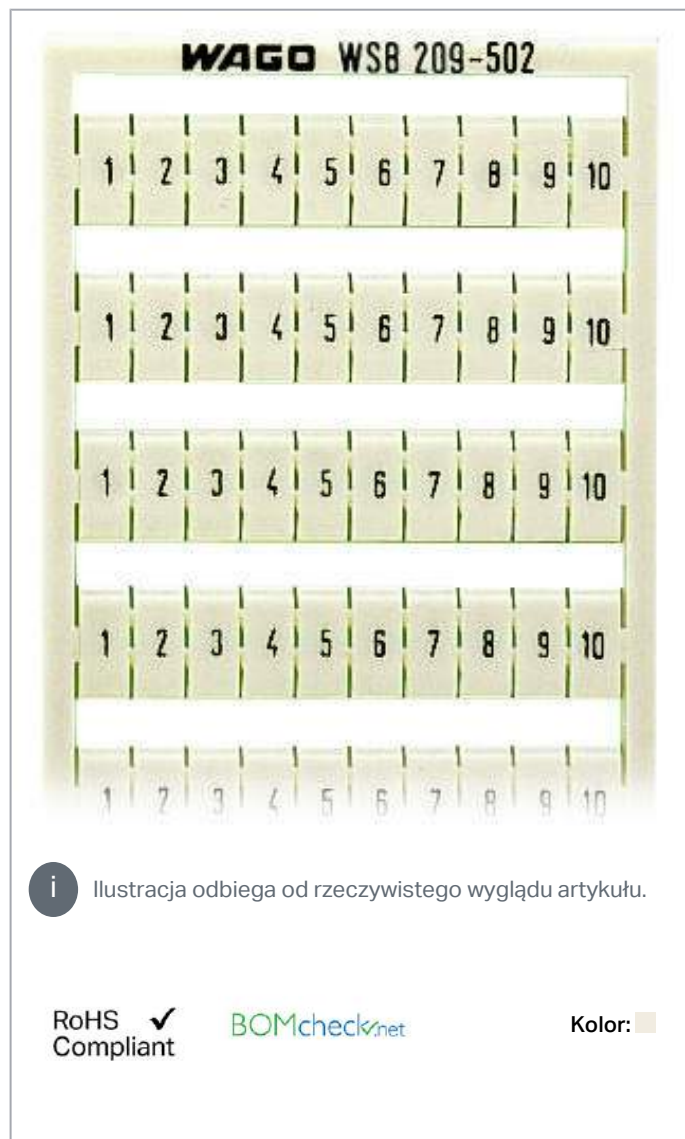 WAGO WSB 209-502
1 2 3 4 5 6 7 8 9 10
1 2 3 4 5 6 7 8 9 10
1 2 3 4 5 6 7 8 9 10
1 2 3 4 5 6 7 8 9 10
1 2 3 4 5 6 7 8 9 10
i Ilustracja odbiega od rzeczywistego wyglądu artykułu.
RoHS ✓ BOMcheck.net Kolor:
Compliant